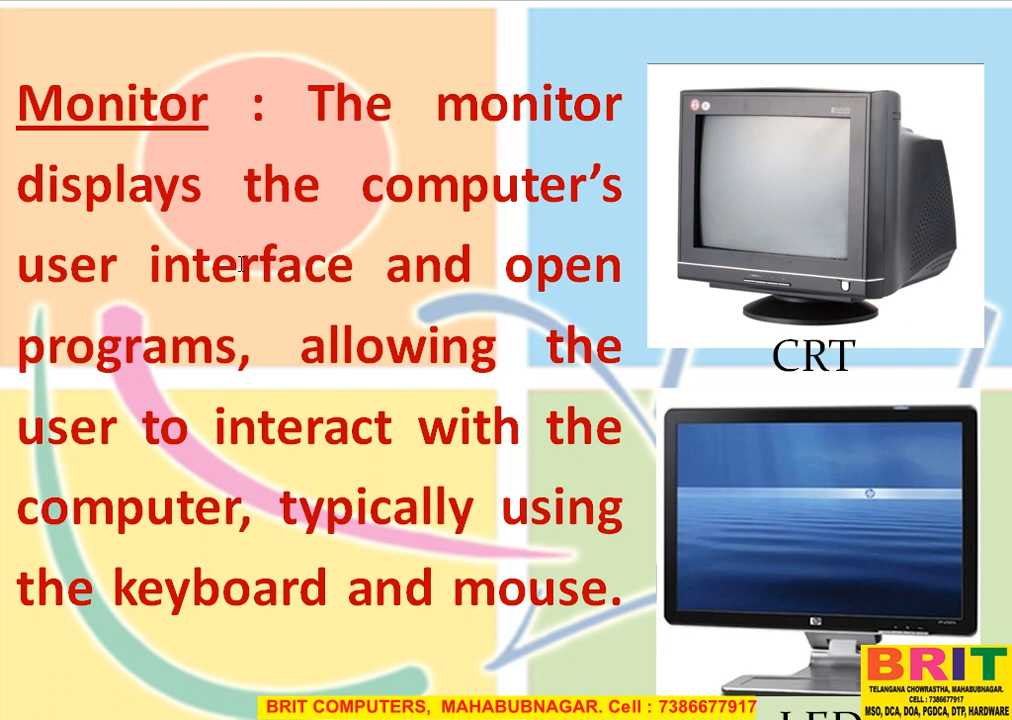 Monitor : The monitor
displays the computer’s
user interface and open
programs, allowing the
user to interact with the
computer, typically using
the keyboard and mouse.
CRT
BRIT
TELANGANA CHOWRASTHA, MAHABUBNAGAR.
CELL : 7386677917
MSO, DCA, DOA, PGDCA, DTP, HARDWARE
BRIT COMPUTERS, MAHABUBNAGAR. Cell : 7386677917